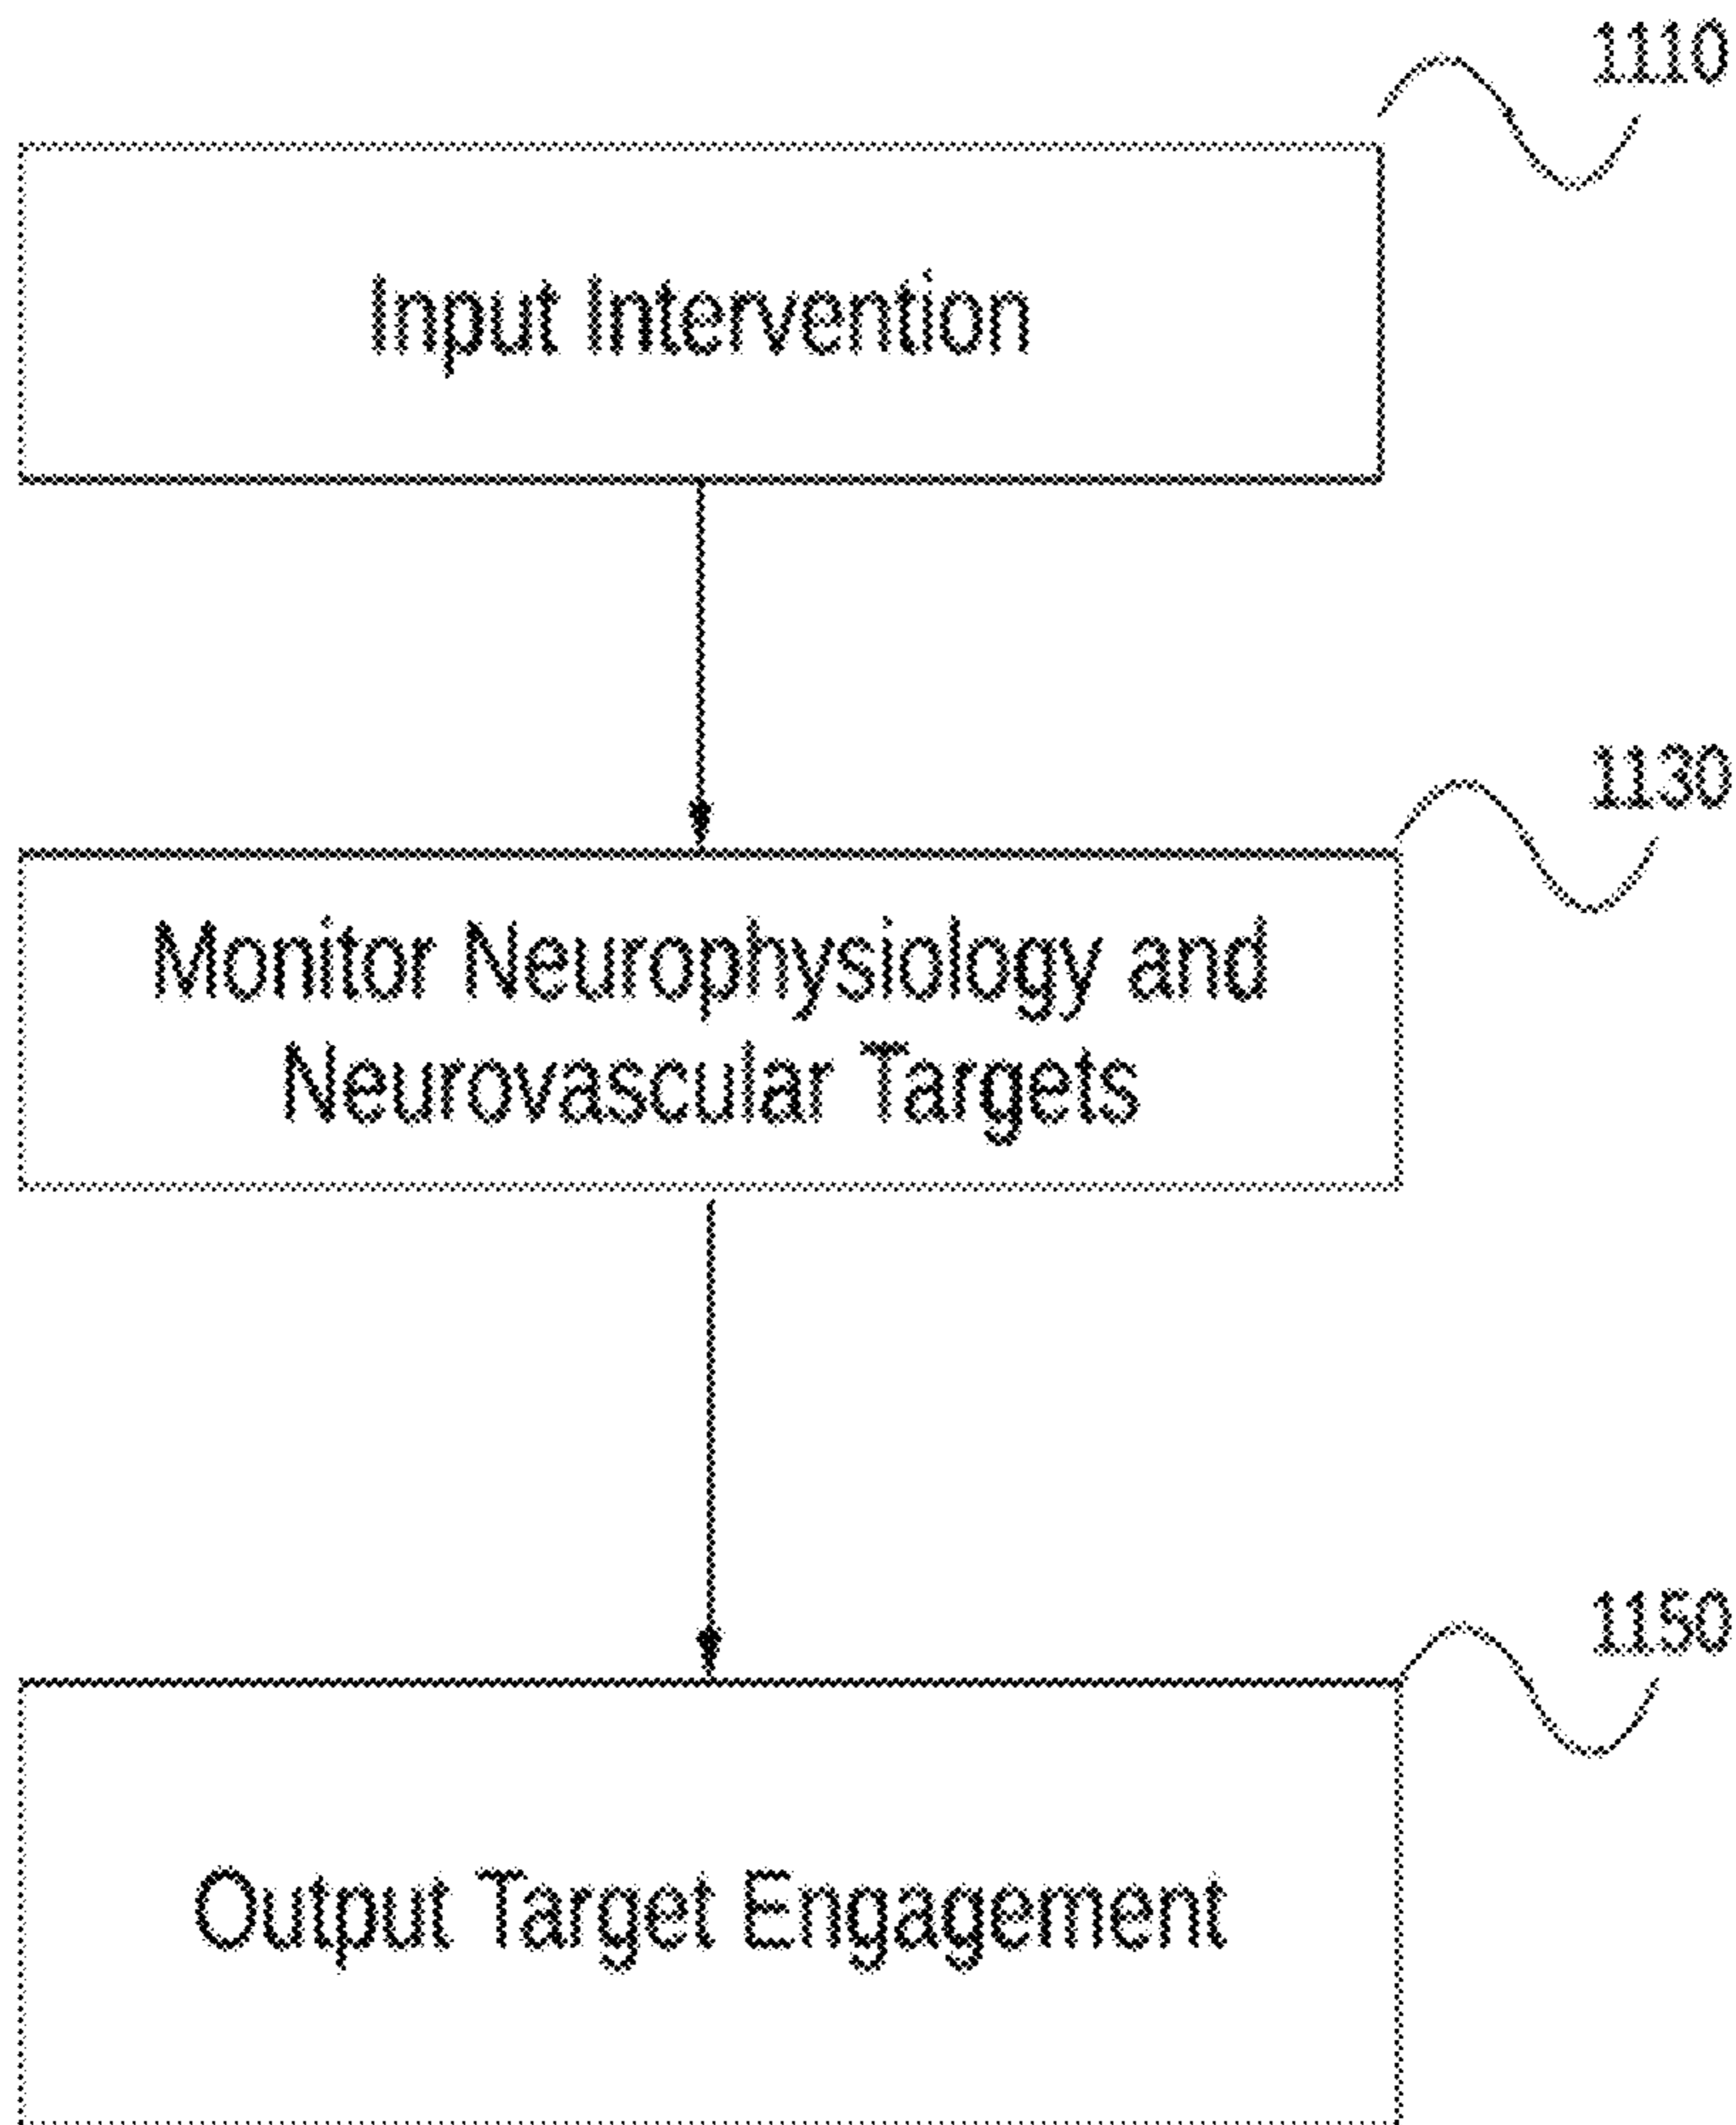 1110
Input Intervention
1130
Monitor Neurophysiology and
Neurovascular Targets
1150
Output Target Engagement